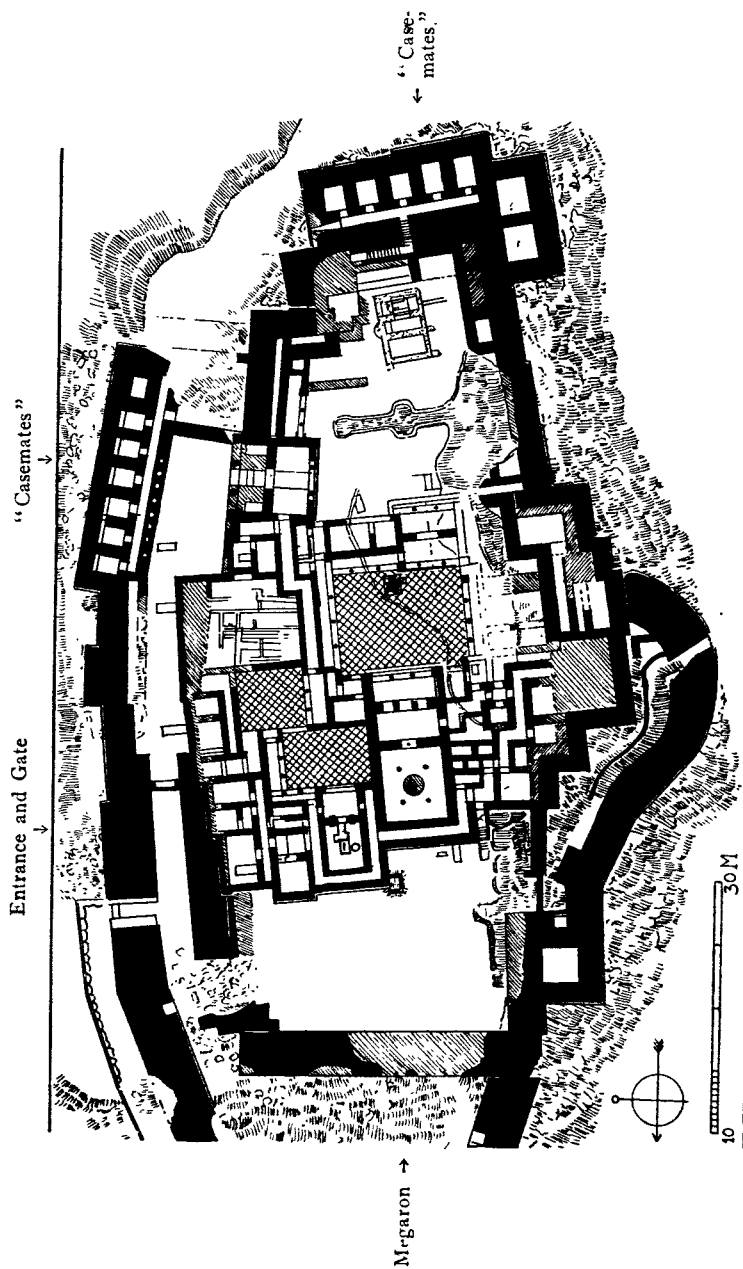 Entrance and Gate
“Casemates”
“Case-
mates.”
Megaron
10
30 M